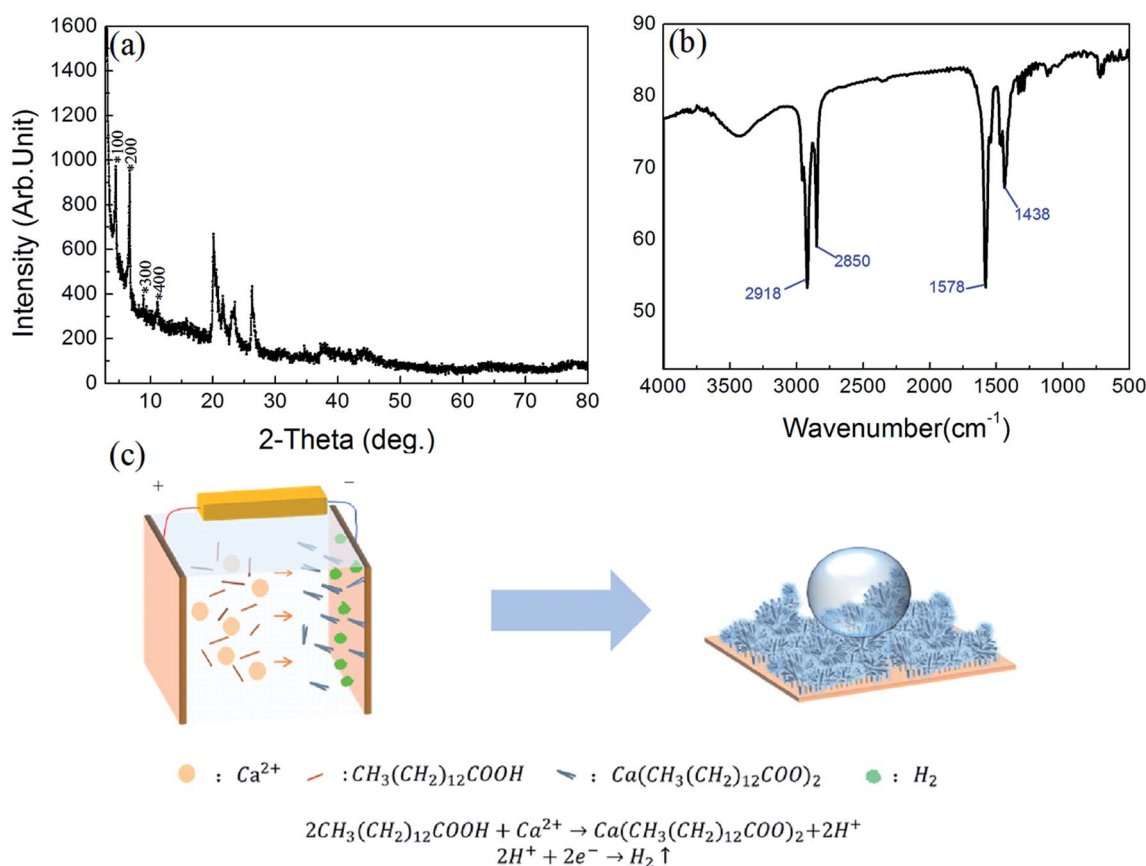 (a)
1600
1400
1200
1000
800
600
400
200
0
Intensity (Arb.Unit)
*100
*200
*300
*400
10 20 30 40 50 60 70 80
2-Theta (deg.)
(b)
90
80
70
60
50
2918
2850
1578
1438
4000 3500 3000 2500 2000 1500 1000 500
Wavenumber(cm⁻¹)
(c)
+ −
: Ca²⁺ :CH₃(CH₂)₁₂COOH : Ca(CH₃(CH₂)₁₂COO)₂ : H₂
2CH₃(CH₂)₁₂COOH + Ca²⁺ → Ca(CH₃(CH₂)₁₂COO)₂+2H⁺
2H⁺ + 2e⁻ → H₂ ↑